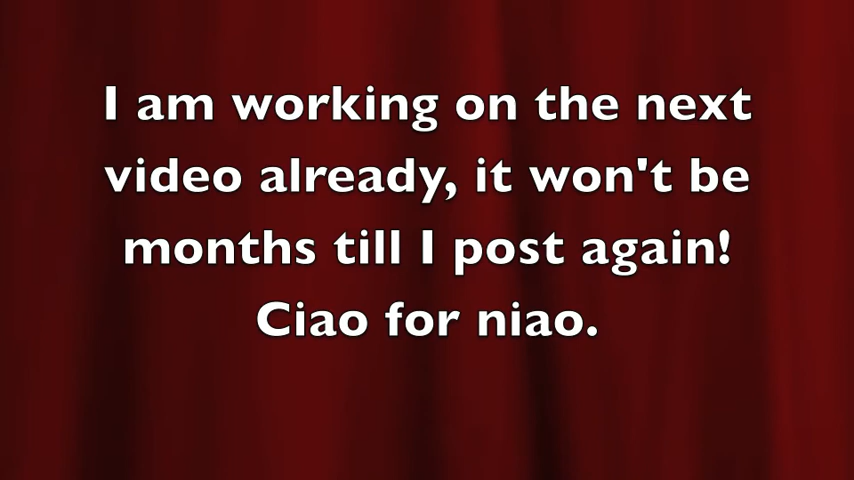 I am working on the next
video already, it won't be
months till I post again!
Ciao for niao.